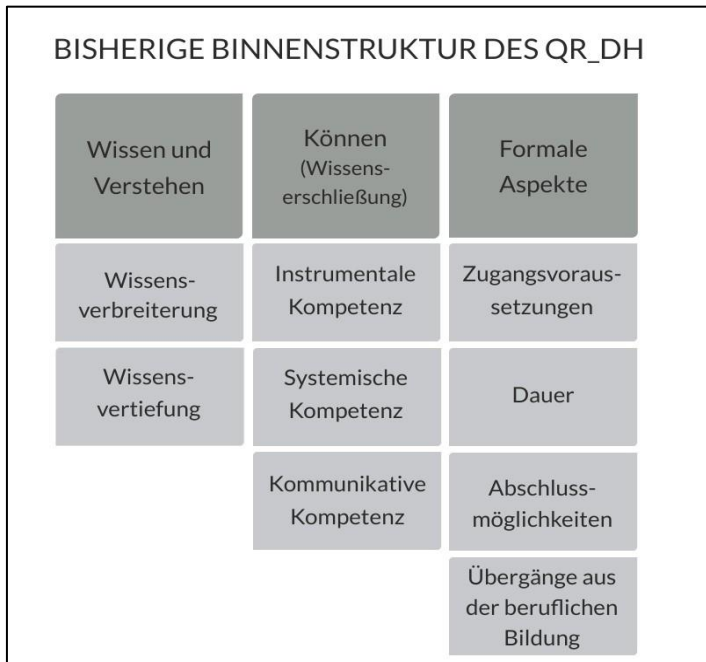 BISHERIGE BINNENSTRUKTUR DES QR_DH
Wissen und
Verstehen
Können
(Wissens-
erschließung)
Formale
Aspekte
Wissens-
verbreiterung
Instrumentale
Kompetenz
Zugangsvoraus-
setzungen
Wissens-
vertiefung
Systemische
Kompetenz
Dauer
Kommunikative
Kompetenz
Abschluss-
möglichkeiten
Übergänge aus
der beruflichen
Bildung